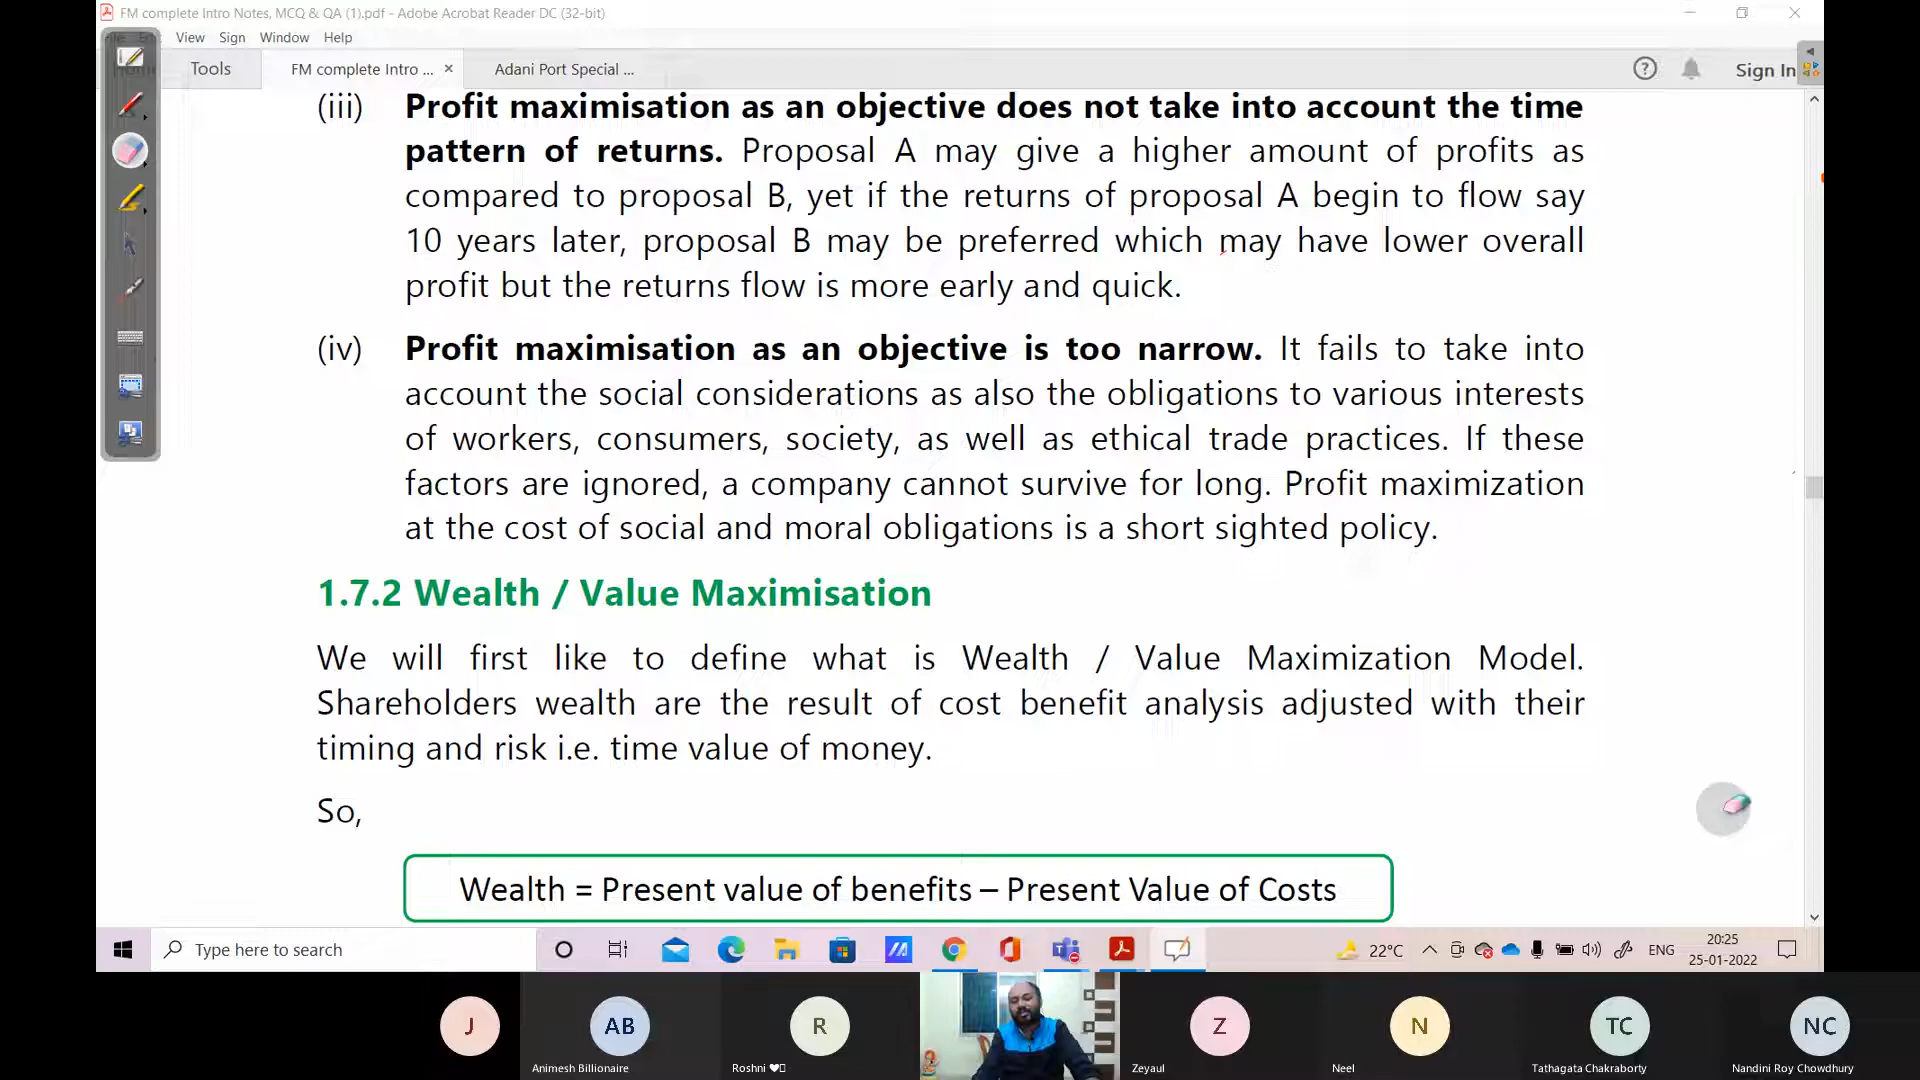 FM complete Intro Notes, MCQ & QA (1).pdf - Adobe Acrobat Reader DC (32-bit)
View Sign Window Help
Tools FM complete Intro ... × Adani Port Special ... Sign In
(iii) Profit maximisation as an objective does not take into account the time
pattern of returns. Proposal A may give a higher amount of profits as
compared to proposal B, yet if the returns of proposal A begin to flow say
10 years later, proposal B may be preferred which may have lower overall
profit but the returns flow is more early and quick.
(iv) Profit maximisation as an objective is too narrow. It fails to take into
account the social considerations as also the obligations to various interests
of workers, consumers, society, as well as ethical trade practices. If these
factors are ignored, a company cannot survive for long. Profit maximization
at the cost of social and moral obligations is a short sighted policy.
1.7.2 Wealth / Value Maximisation
We will first like to define what is Wealth / Value Maximization Model.
Shareholders wealth are the result of cost benefit analysis adjusted with their
timing and risk i.e. time value of money.
So,
Wealth = Present value of benefits – Present Value of Costs
Type here to search 22°C ENG 20:25
25-01-2022
J AB R Z N TC NC
Animesh Billionaire Roshni Zeyaul Neel Tathagata Chakraborty Nandini Roy Chowdhury